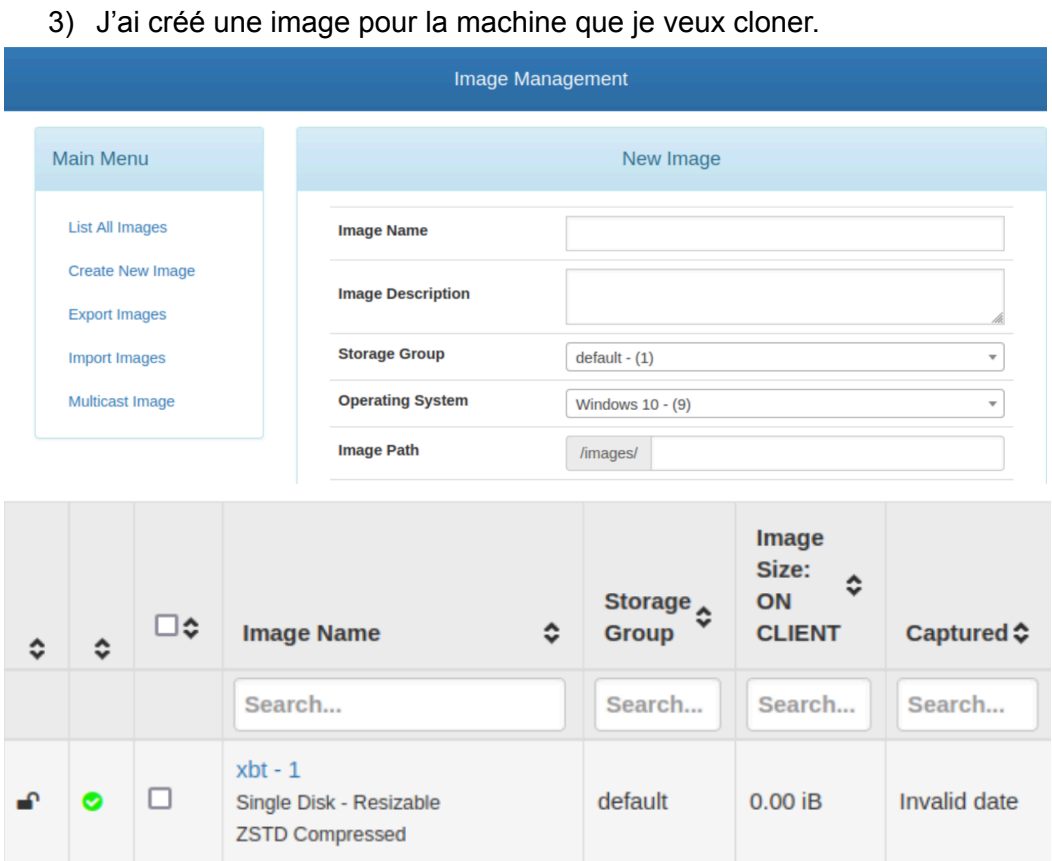 3) J’ai créé une image pour la machine que je veux cloner.
Image Management
Main Menu
List All Images
Create New Image
Export Images
Import Images
Multicast Image
New Image
Image Name
Image Description
Storage Group
default - (1)
Operating System
Windows 10 - (9)
Image Path
/images/
Image Name
Storage
Group
Image
Size:
ON
CLIENT
Captured
Search...
Search...
Search...
Search...
xbt - 1
Single Disk - Resizable
ZSTD Compressed
default
0.00 iB
Invalid date